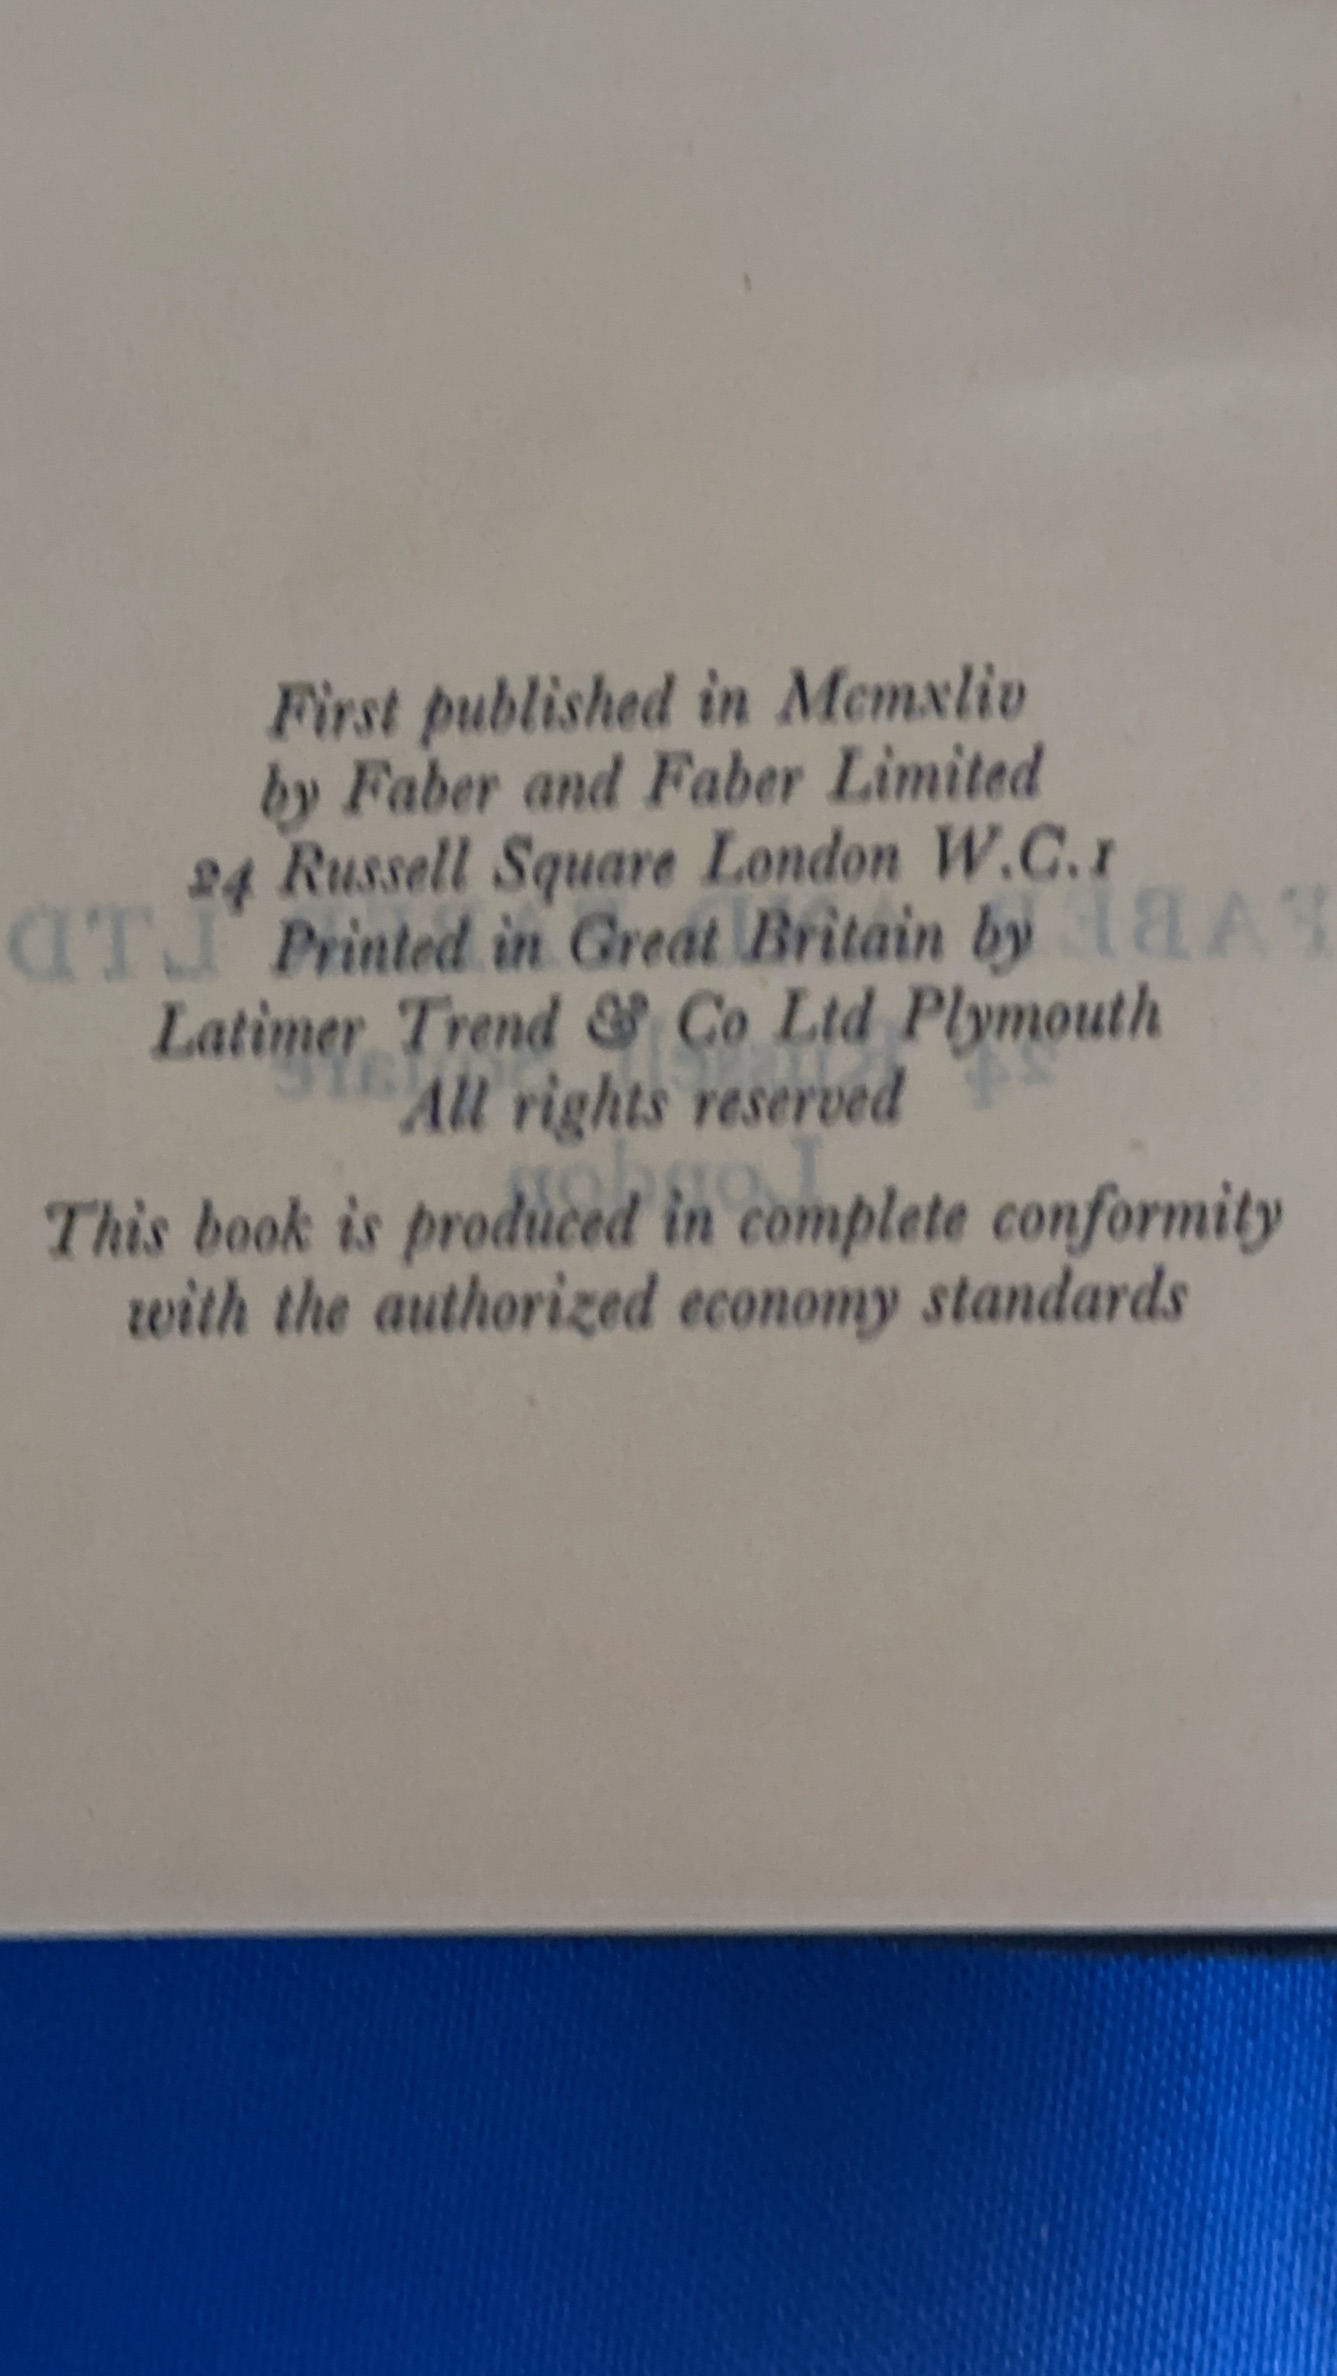 First published in Mcmxliv
by Faber and Faber Limited
24 Russell Square London W.C.1
Printed in Great Britain by
Latimer Trend & Co Ltd Plymouth
All rights reserved
This book is produced in complete conformity
with the authorized economy standards